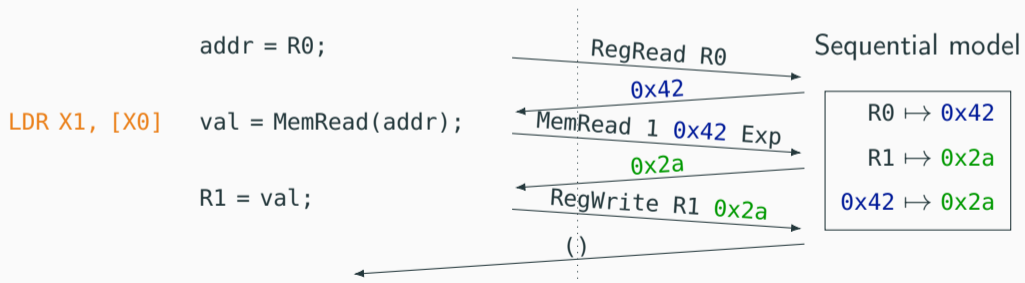 addr = R0;
RegRead R0
Sequential model
0x42
R0 ↦ 0x42
LDR X1, [X0]
val = MemRead(addr);
MemRead 1 0x42 Exp
R1 ↦ 0x2a
0x2a
R1 = val;
RegWrite R1 0x2a
0x42 ↦ 0x2a
()